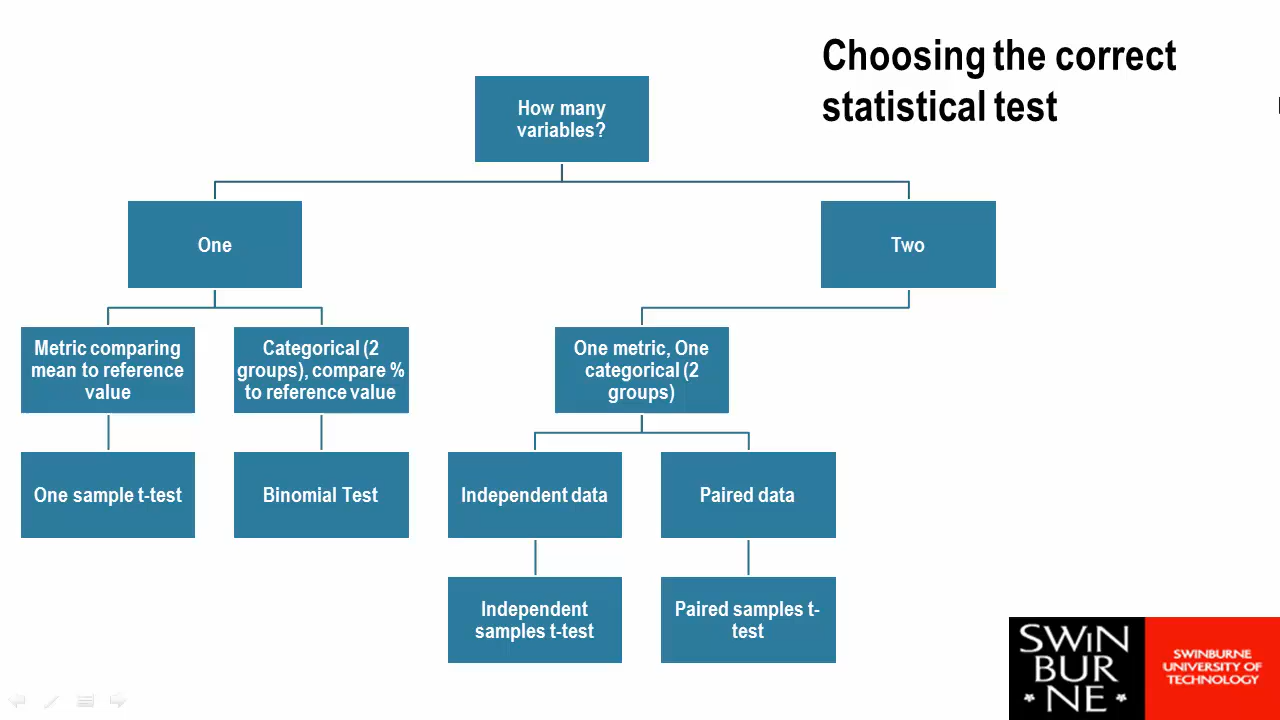 Choosing the correct
statistical test
How many
variables?
One
Two
Metric comparing
mean to reference
value
Categorical (2
groups), compare %
to reference value
One metric, One
categorical (2
groups)
One sample t-test
Binomial Test
Independent data
Paired data
Independent
samples t-test
Paired samples t-
test
SWiN
BUR
* NE *
SWINBURNE
UNIVERSITY OF
TECHNOLOGY